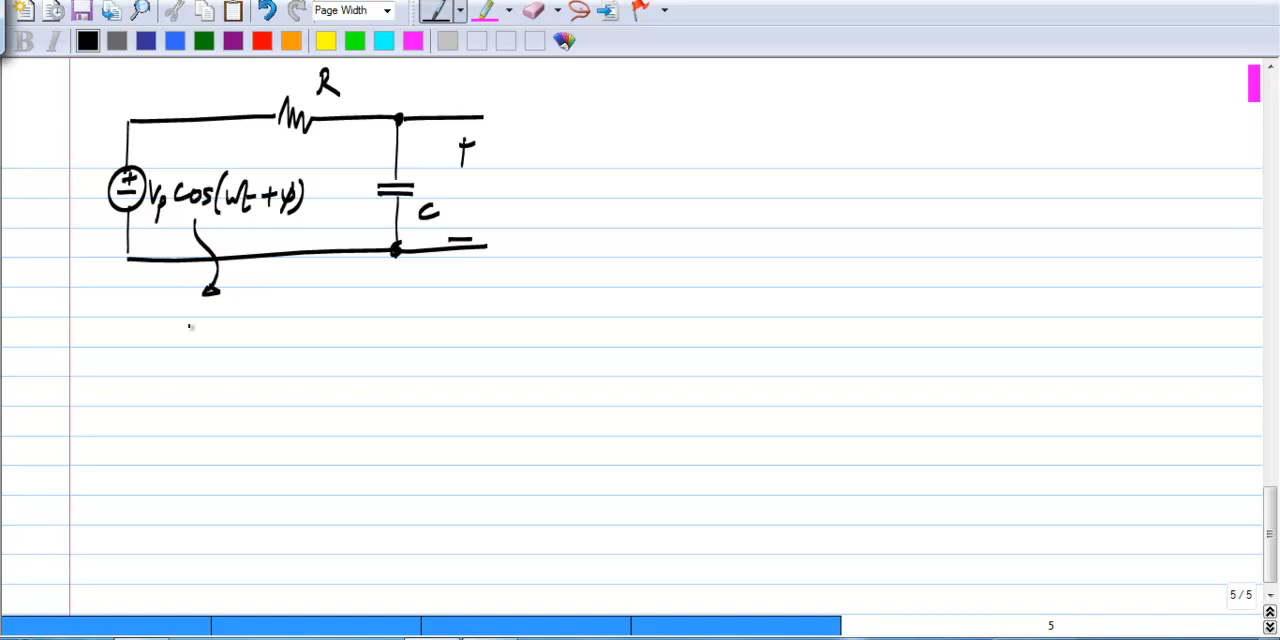 Page Width
B I
R
+
+
− Vp cos(ωt + φ)
C
−
5 / 5
5